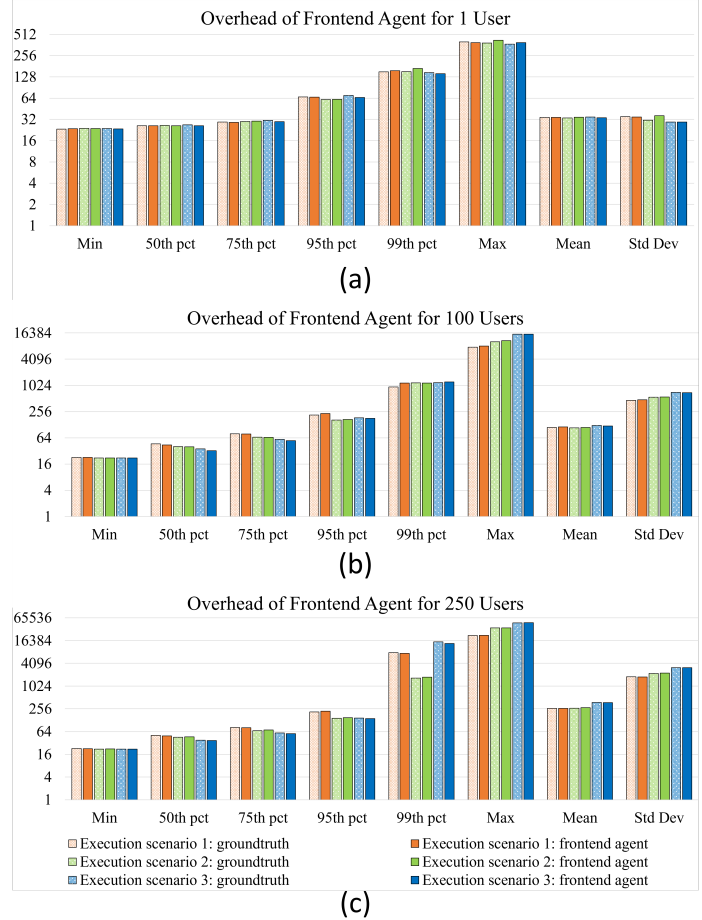 Overhead of Frontend Agent for 1 User
512
256
128
64
32
16
8
4
2
1
Min 50th pct 75th pct 95th pct 99th pct Max Mean Std Dev
(a)
Overhead of Frontend Agent for 100 Users
16384
4096
1024
256
64
16
4
1
Min 50th pct 75th pct 95th pct 99th pct Max Mean Std Dev
(b)
Overhead of Frontend Agent for 250 Users
65536
16384
4096
1024
256
64
16
4
1
Min 50th pct 75th pct 95th pct 99th pct Max Mean Std Dev
Execution scenario 1: groundtruth Execution scenario 1: frontend agent
Execution scenario 2: groundtruth Execution scenario 2: frontend agent
Execution scenario 3: groundtruth Execution scenario 3: frontend agent
(c)